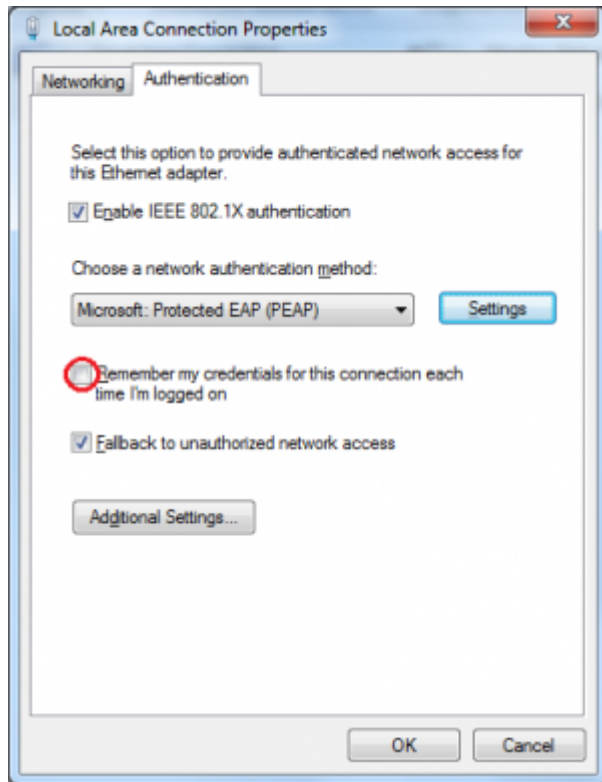 Local Area Connection Properties
Networking
Authentication
Select this option to provide authenticated network access for
this Ethernet adapter.
Enable IEEE 802.1X authentication
Choose a network authentication method:
Microsoft: Protected EAP (PEAP)
Settings
Remember my credentials for this connection each
time I'm logged on
Fallback to unauthorized network access
Additional Settings...
OK
Cancel